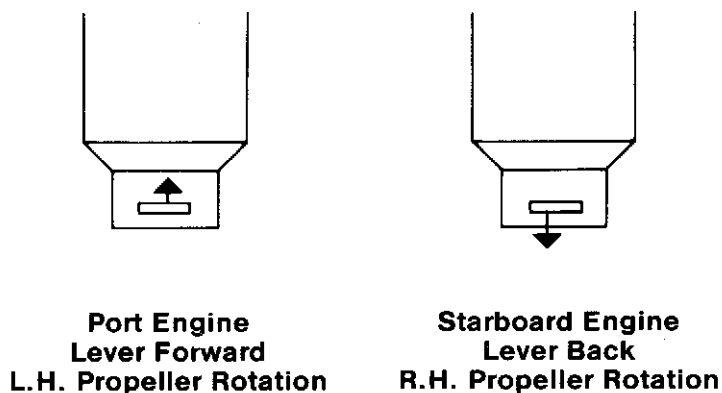 Port Engine
Lever Forward
L.H. Propeller Rotation
Starboard Engine
Lever Back
R.H. Propeller Rotation